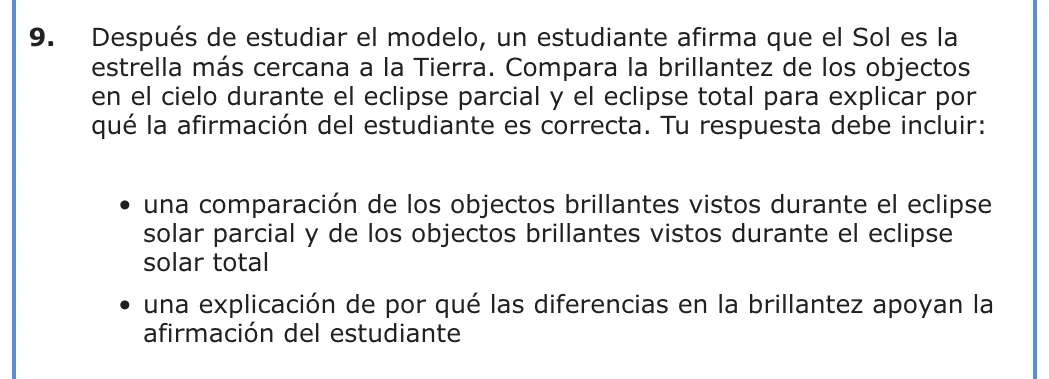 9. Después de estudiar el modelo, un estudiante afirma que el Sol es la
estrella más cercana a la Tierra. Compara la brillantez de los objectos
en el cielo durante el eclipse parcial y el eclipse total para explicar por
qué la afirmación del estudiante es correcta. Tu respuesta debe incluir:
• una comparación de los objectos brillantes vistos durante el eclipse
solar parcial y de los objectos brillantes vistos durante el eclipse
solar total
• una explicación de por qué las diferencias en la brillantez apoyan la
afirmación del estudiante